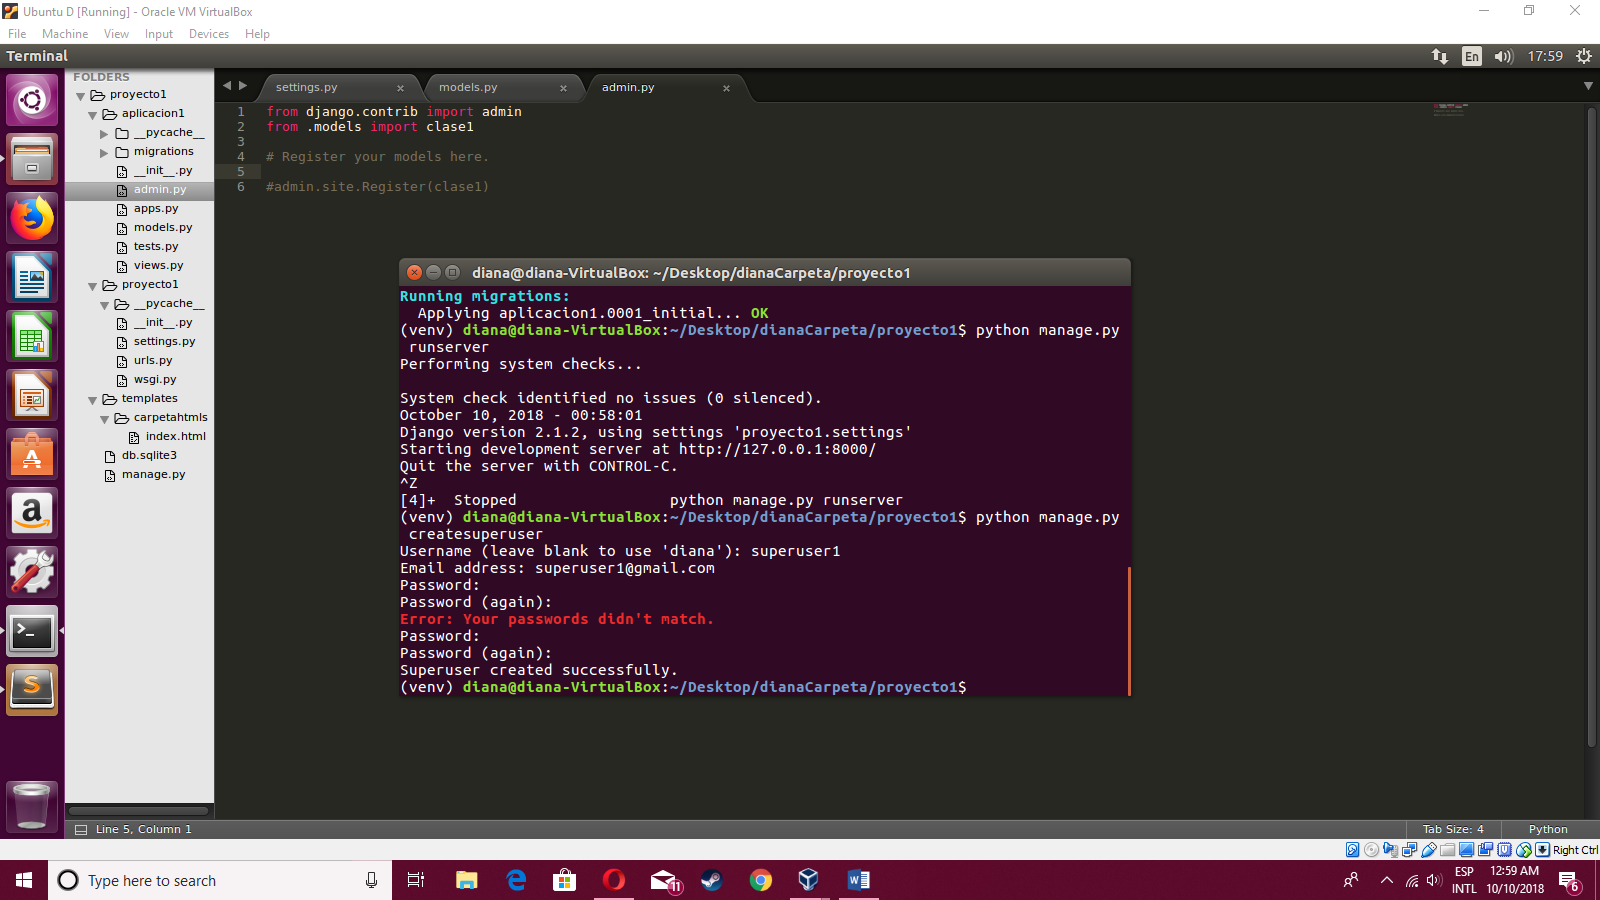 Ubuntu D [Running] - Oracle VM VirtualBox
File Machine View Input Devices Help
Terminal
En
17:59
FOLDERS
proyecto1
aplicacion1
__pycache__
migrations
__init__.py
admin.py
apps.py
models.py
tests.py
views.py
proyecto1
__pycache__
__init__.py
settings.py
urls.py
wsgi.py
templates
carpetahtmls
index.html
db.sqlite3
manage.py
settings.py
models.py
admin.py
1 from django.contrib import admin
2 from .models import clase1
3
4 # Register your models here.
5
6 #admin.site.Register(clase1)
diana@diana-VirtualBox: ~/Desktop/dianaCarpeta/proyecto1
Running migrations:
Applying aplicacion1.0001_initial... OK
(venv) diana@diana-VirtualBox:~/Desktop/dianaCarpeta/proyecto1$ python manage.py
runserver
Performing system checks...
System check identified no issues (0 silenced).
October 10, 2018 - 00:58:01
Django version 2.1.2, using settings 'proyecto1.settings'
Starting development server at http://127.0.0.1:8000/
Quit the server with CONTROL-C.
^Z
[4]+  Stopped                 python manage.py runserver
(venv) diana@diana-VirtualBox:~/Desktop/dianaCarpeta/proyecto1$ python manage.py
createsuperuser
Username (leave blank to use 'diana'): superuser1
Email address: superuser1@gmail.com
Password:
Password (again):
Error: Your passwords didn't match.
Password:
Password (again):
Superuser created successfully.
(venv) diana@diana-VirtualBox:~/Desktop/dianaCarpeta/proyecto1$
Line 5, Column 1
Tab Size: 4
Python
Right Ctrl
Type here to search
11
ESP
INTL
12:59 AM
10/10/2018
6